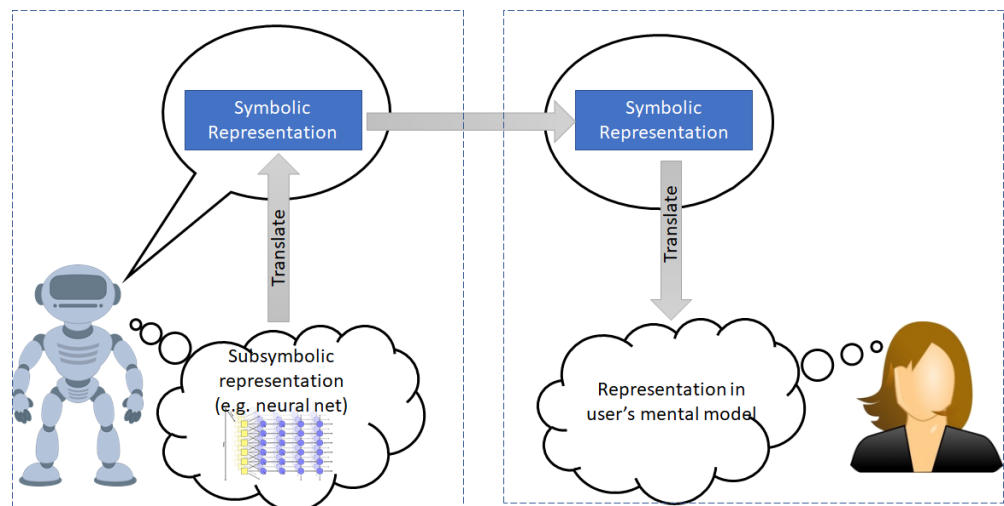 Symbolic
Representation
Symbolic
Representation
Translate
Translate
Subsymbolic
representation
(e.g. neural net)
Representation in
user's mental model